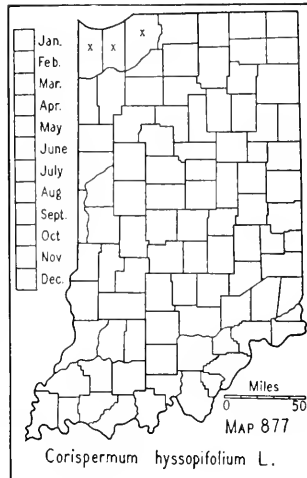 x x x
Jan.
Feb.
Mar.
Apr.
May
June
July
Aug
Sept.
Oct
Nov
Dec.
Miles
0 50
MAP 877
Corispermum hyssopifolium L.